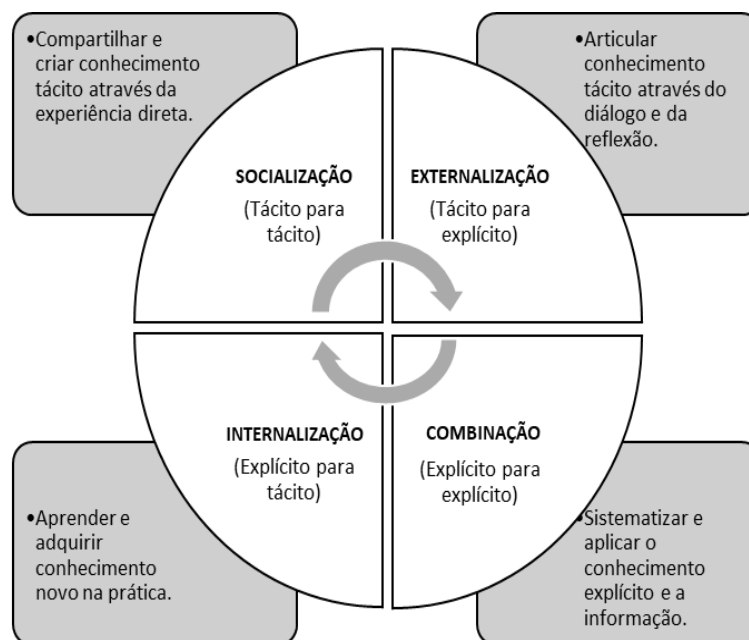 •Compartilhar e
criar conhecimento
tácito através da
experiência direta.
•Articular
conhecimento
tácito através do
diálogo e da
reflexão.
SOCIALIZAÇÃO
(Tácito para
tácito)
EXTERNALIZAÇÃO
(Tácito para
explícito)
INTERNALIZAÇÃO
(Explícito para
tácito)
COMBINAÇÃO
(Explícito para
explícito)
•Aprender e
adquirir
conhecimento
novo na prática.
•Sistematizar e
aplicar o
conhecimento
explícito e a
informação.